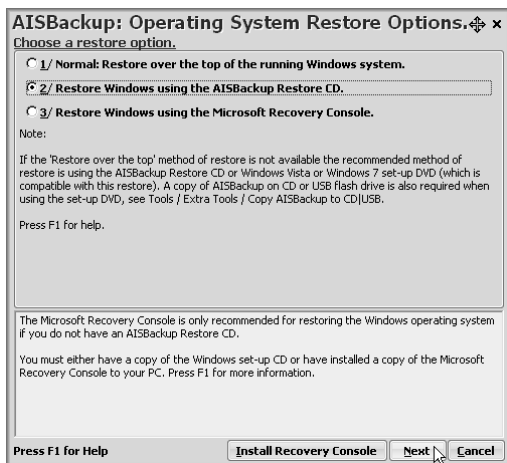 AISBackup: Operating System Restore Options.
Choose a restore option.
1/ Normal: Restore over the top of the running Windows system.
2/ Restore Windows using the AISBackup Restore CD.
3/ Restore Windows using the Microsoft Recovery Console.
Note:
If the 'Restore over the top' method of restore is not available the recommended method of
restore is using the AISBackup Restore CD or Windows Vista or Windows 7 set-up DVD (which is
compatible with this restore). A copy of AISBackup on CD or USB flash drive is also required when
using the set-up DVD, see Tools / Extra Tools / Copy AISBackup to CD|USB.
Press F1 for help.
The Microsoft Recovery Console is only recommended for restoring the Windows operating system
if you do not have an AISBackup Restore CD.
You must either have a copy of the Windows set-up CD or have installed a copy of the Microsoft
Recovery Console to your PC. Press F1 for more information.
Press F1 for Help
Install Recovery Console
Next
Cancel